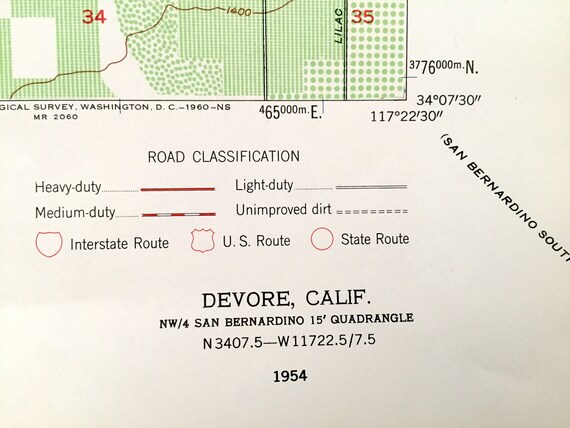 34
1400
LILAC
35
3776000m. N.
GICAL SURVEY, WASHINGTON, D. C.—1960—NS
MR 2060
465000m. E.
34°07'30"
117°22'30"
(SAN BERNARDINO SOUTH
ROAD CLASSIFICATION
Heavy-duty
Light-duty
Medium-duty
Unimproved dirt
Interstate Route
U. S. Route
State Route
DEVORE, CALIF.
NW/4 SAN BERNARDINO 15' QUADRANGLE
N3407.5—W11722.5/7.5
1954